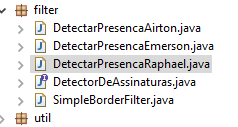 filter
DetectarPresencaAirton.java
DetectarPresencaEmerson.java
DetectarPresencaRaphael.java
DetectorDeAssinaturas.java
SimpleBorderFilter.java
util